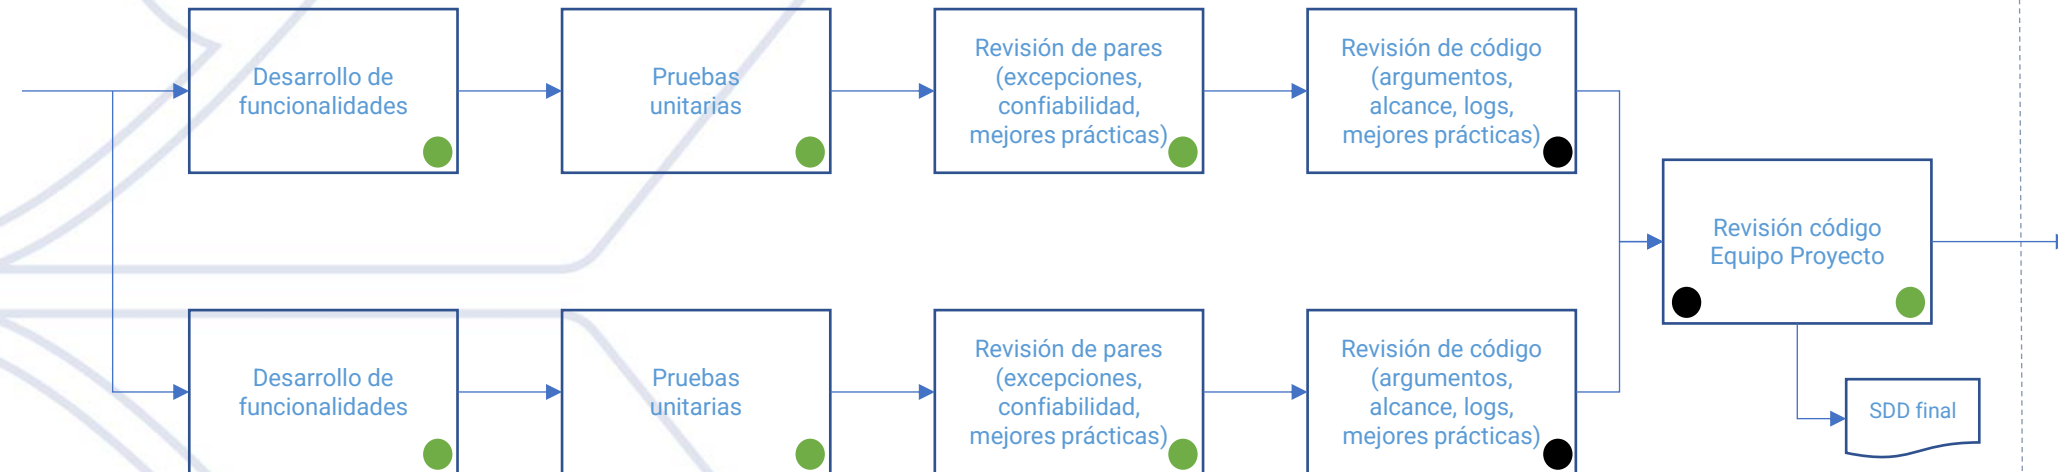 Desarrollo de
funcionalidades
Pruebas
unitarias
Revisión de pares
(excepciones,
confiabilidad,
mejores prácticas)
Revisión de código
(argumentos,
alcance, logs,
mejores prácticas)
Revisión código
Equipo Proyecto
Desarrollo de
funcionalidades
Pruebas
unitarias
Revisión de pares
(excepciones,
confiabilidad,
mejores prácticas)
Revisión de código
(argumentos,
alcance, logs,
mejores prácticas)
SDD final